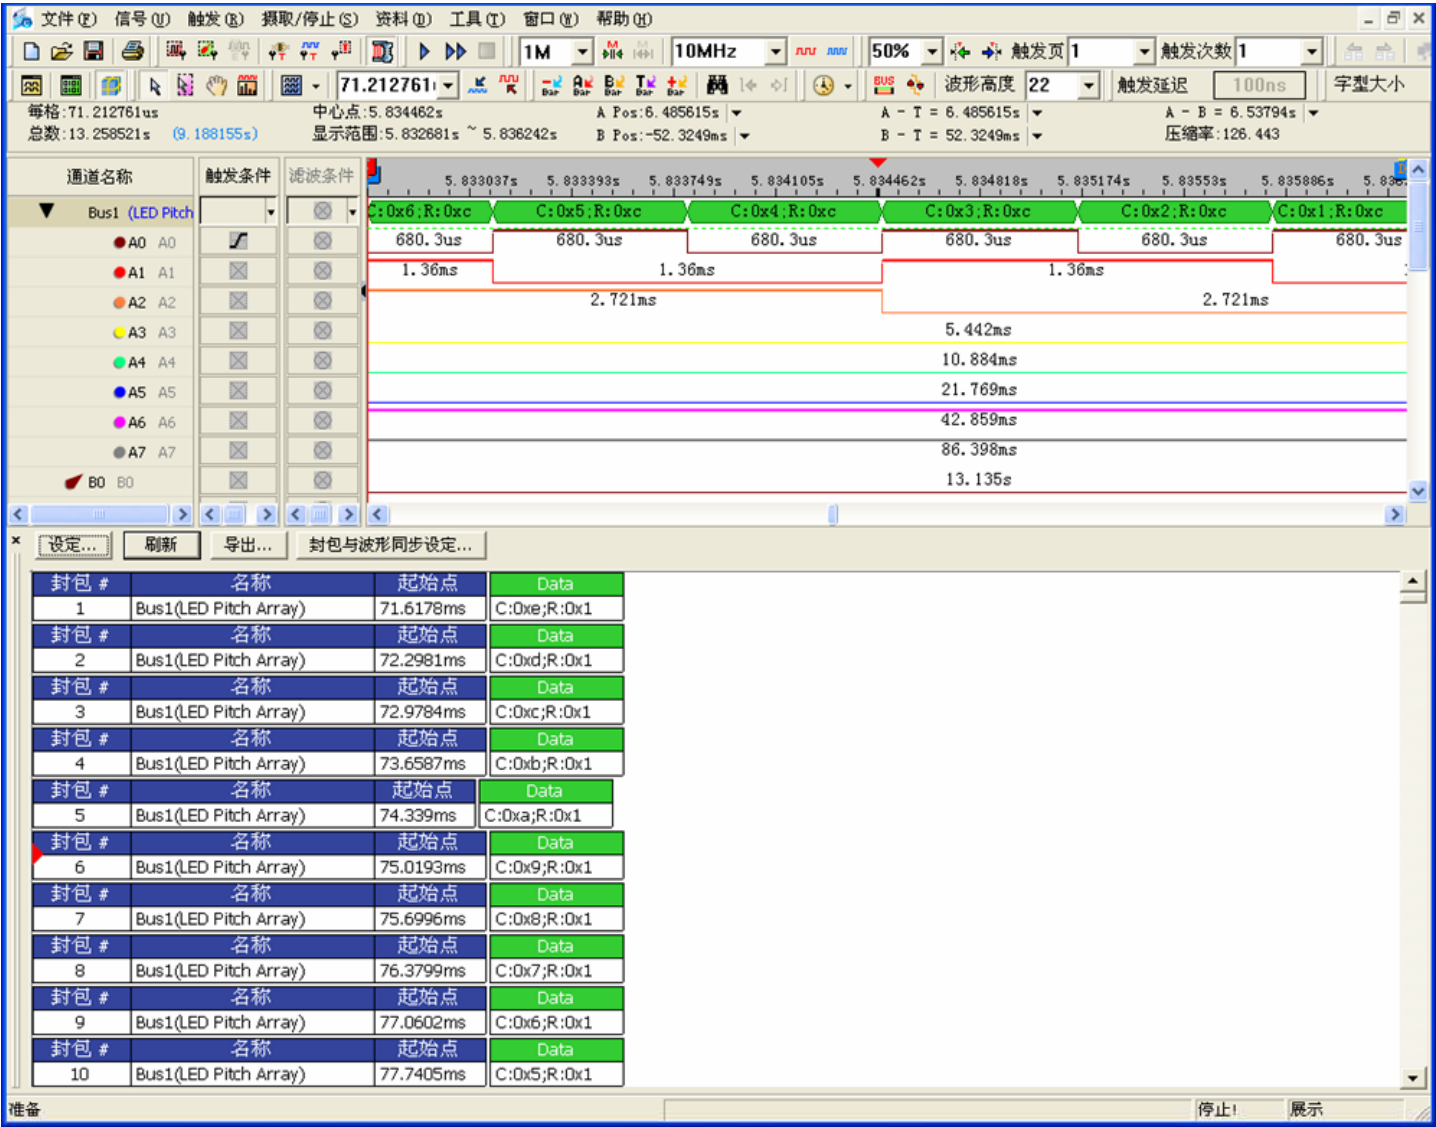 文件(F) 信号(U) 触发(R) 摄取/停止(S) 资料(D) 工具(T) 窗口(W) 帮助(H)
1M 10MHz 50% 触发页 1 触发次数 1
71.212761 Bar Bar Bar Bar Bar BUS 波形高度 22 触发延迟 100ns 字型大小
每格:71.212761us 中心点:5.834462s A Pos:6.485615s A - T = 6.485615s A - B = 6.53794s
总数:13.258521s (9.188155s) 显示范围:5.832681s ~ 5.836242s B Pos:-52.3249ms B - T = 52.3249ms 压缩率:126.443
通道名称 触发条件 滤波条件 5.833037s 5.833393s 5.833749s 5.834105s 5.834462s 5.834818s 5.835174s 5.83553s 5.835886s
Bus1 (LED Pitch C:0x6;R:0xc C:0x5;R:0xc C:0x4;R:0xc C:0x3;R:0xc C:0x2;R:0xc C:0x1;R:0xc
A0 A0 680.3us 680.3us 680.3us 680.3us 680.3us 680.3us
A1 A1 1.36ms 1.36ms 1.36ms
A2 A2 2.721ms 2.721ms
A3 A3 5.442ms
A4 A4 10.884ms
A5 A5 21.769ms
A6 A6 42.859ms
A7 A7 86.398ms
B0 B0 13.135s
设定... 刷新 导出... 封包与波形同步设定...
封包 # 名称 起始点 Data
1 Bus1(LED Pitch Array) 71.6178ms C:0xe;R:0x1
封包 # 名称 起始点 Data
2 Bus1(LED Pitch Array) 72.2981ms C:0xd;R:0x1
封包 # 名称 起始点 Data
3 Bus1(LED Pitch Array) 72.9784ms C:0xc;R:0x1
封包 # 名称 起始点 Data
4 Bus1(LED Pitch Array) 73.6587ms C:0xb;R:0x1
封包 # 名称 起始点 Data
5 Bus1(LED Pitch Array) 74.339ms C:0xa;R:0x1
封包 # 名称 起始点 Data
6 Bus1(LED Pitch Array) 75.0193ms C:0x9;R:0x1
封包 # 名称 起始点 Data
7 Bus1(LED Pitch Array) 75.6996ms C:0x8;R:0x1
封包 # 名称 起始点 Data
8 Bus1(LED Pitch Array) 76.3799ms C:0x7;R:0x1
封包 # 名称 起始点 Data
9 Bus1(LED Pitch Array) 77.0602ms C:0x6;R:0x1
封包 # 名称 起始点 Data
10 Bus1(LED Pitch Array) 77.7405ms C:0x5;R:0x1
准备 停止! 展示